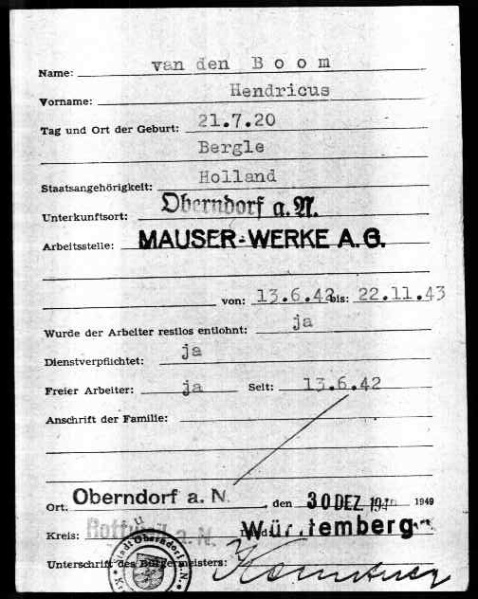 Name: van den Boom
Vorname: Hendricus
Tag und Ort der Geburt: 21.7.20
Bergle
Staatsangehörigkeit: Holland
Unterkunftsort: Oberndorf a.N.
Arbeitsstelle: MAUSER-WERKE A.G.
von: 13.6.42 bis: 22.11.43
Wurde der Arbeiter restlos entlohnt: ja
Dienstverpflichtet: ja
Freier Arbeiter: ja Seit: 13.6.42
Anschrift der Familie:
Ort. Oberndorf a. N. , den 30 DEZ 1949
Kreis: Rottweil a. N. Württemberg
Stadt Oberndorf a.N.
Unterschrift des Bürgermeisters: